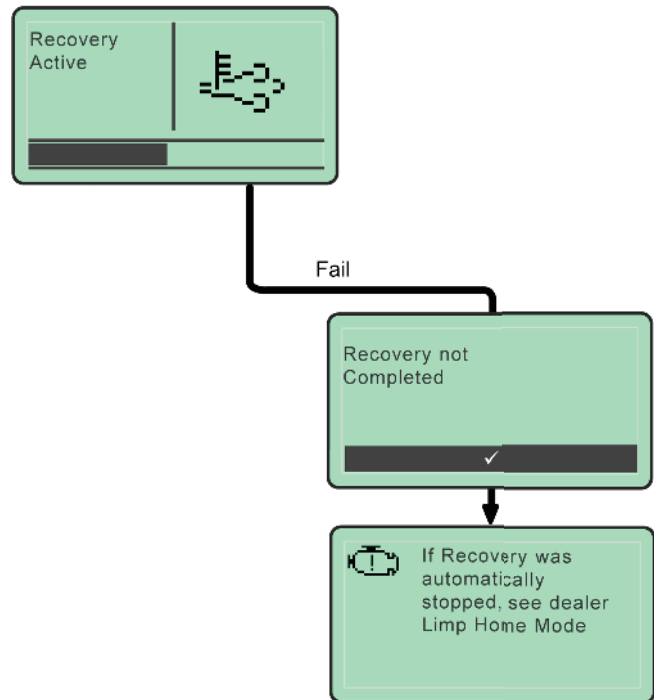 Recovery
Active
Fail
Recovery not
Completed
If Recovery was
automatically
stopped, see dealer
Limp Home Mode